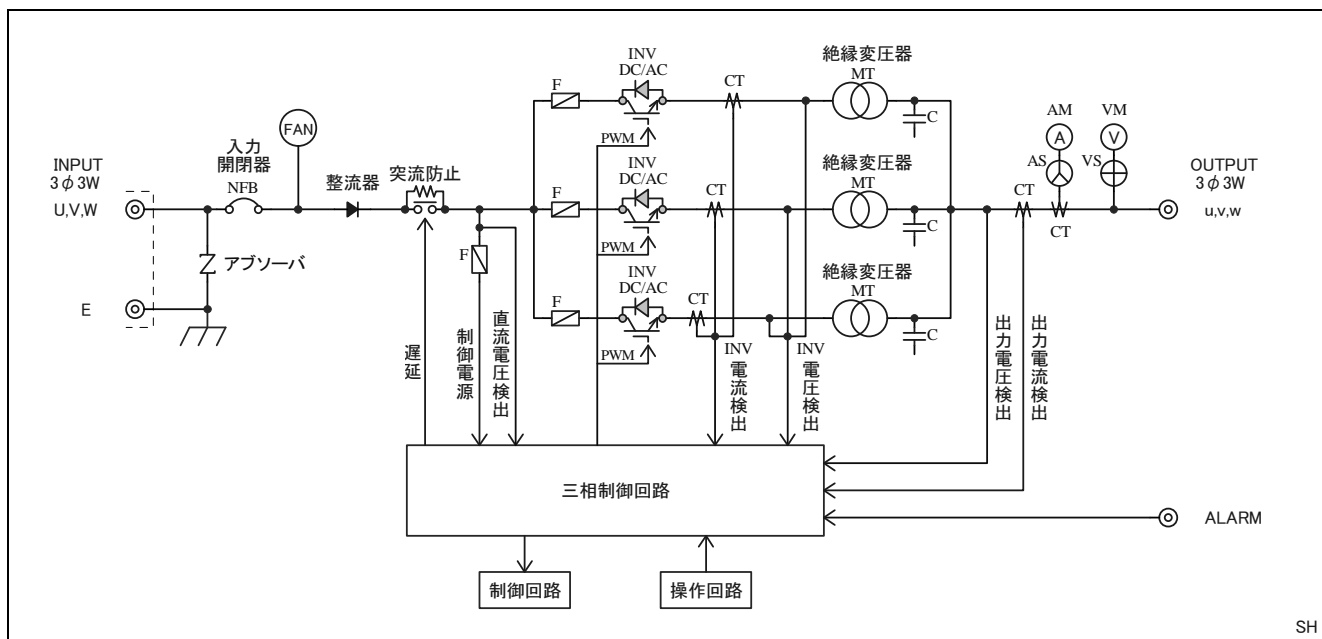 INPUT
3φ3W
U,V,W
E
アブソーバ
入力
開閉器
NFB
FAN
整流器
突流防止
遅延
F
制御電源
直流電圧検出
F
INV
DC/AC
PWM
CT
絶縁変圧器
MT
C
F
INV
DC/AC
PWM
CT
絶縁変圧器
MT
C
F
INV
DC/AC
PWM
CT
絶縁変圧器
MT
C
INV
電流検出
INV
電圧検出
出力電圧検出
出力電流検出
CT
AM
A
AS
CT
VM
V
VS
OUTPUT
3φ3W
u,v,w
三相制御回路
ALARM
制御回路
操作回路
SH